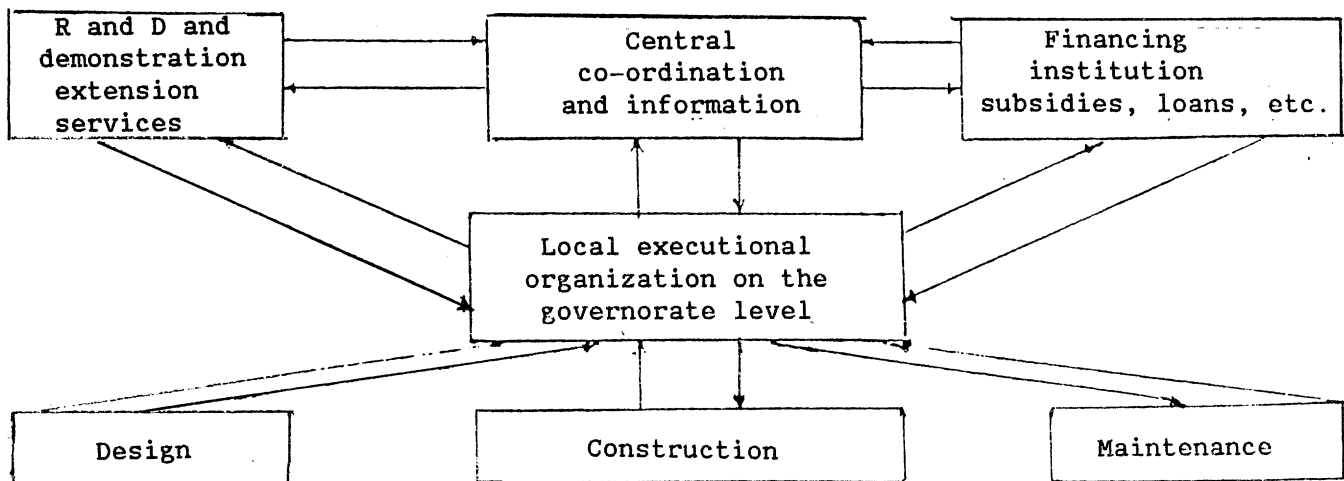 R and D and
demonstration
extension
services
Central
co-ordination
and information
Financing
institution
subsidies, loans, etc.
Local executional
organization on the
governorate level
Design
Construction
Maintenance